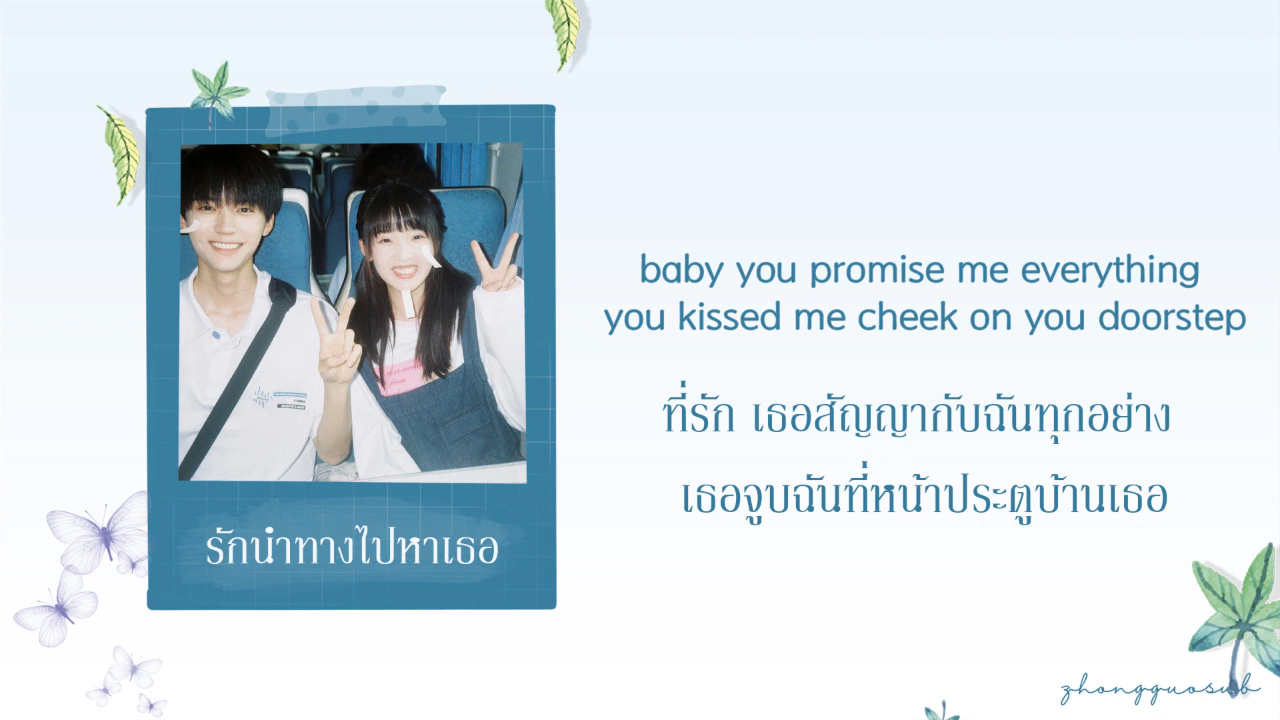 รักนำทางไปหาเธอ
baby you promise me everything
you kissed me cheek on you doorstep
ที่รัก เธอสัญญากับฉันทุกอย่าง
เธอจูบฉันที่หน้าประตูบ้านเธอ
zhongguosub